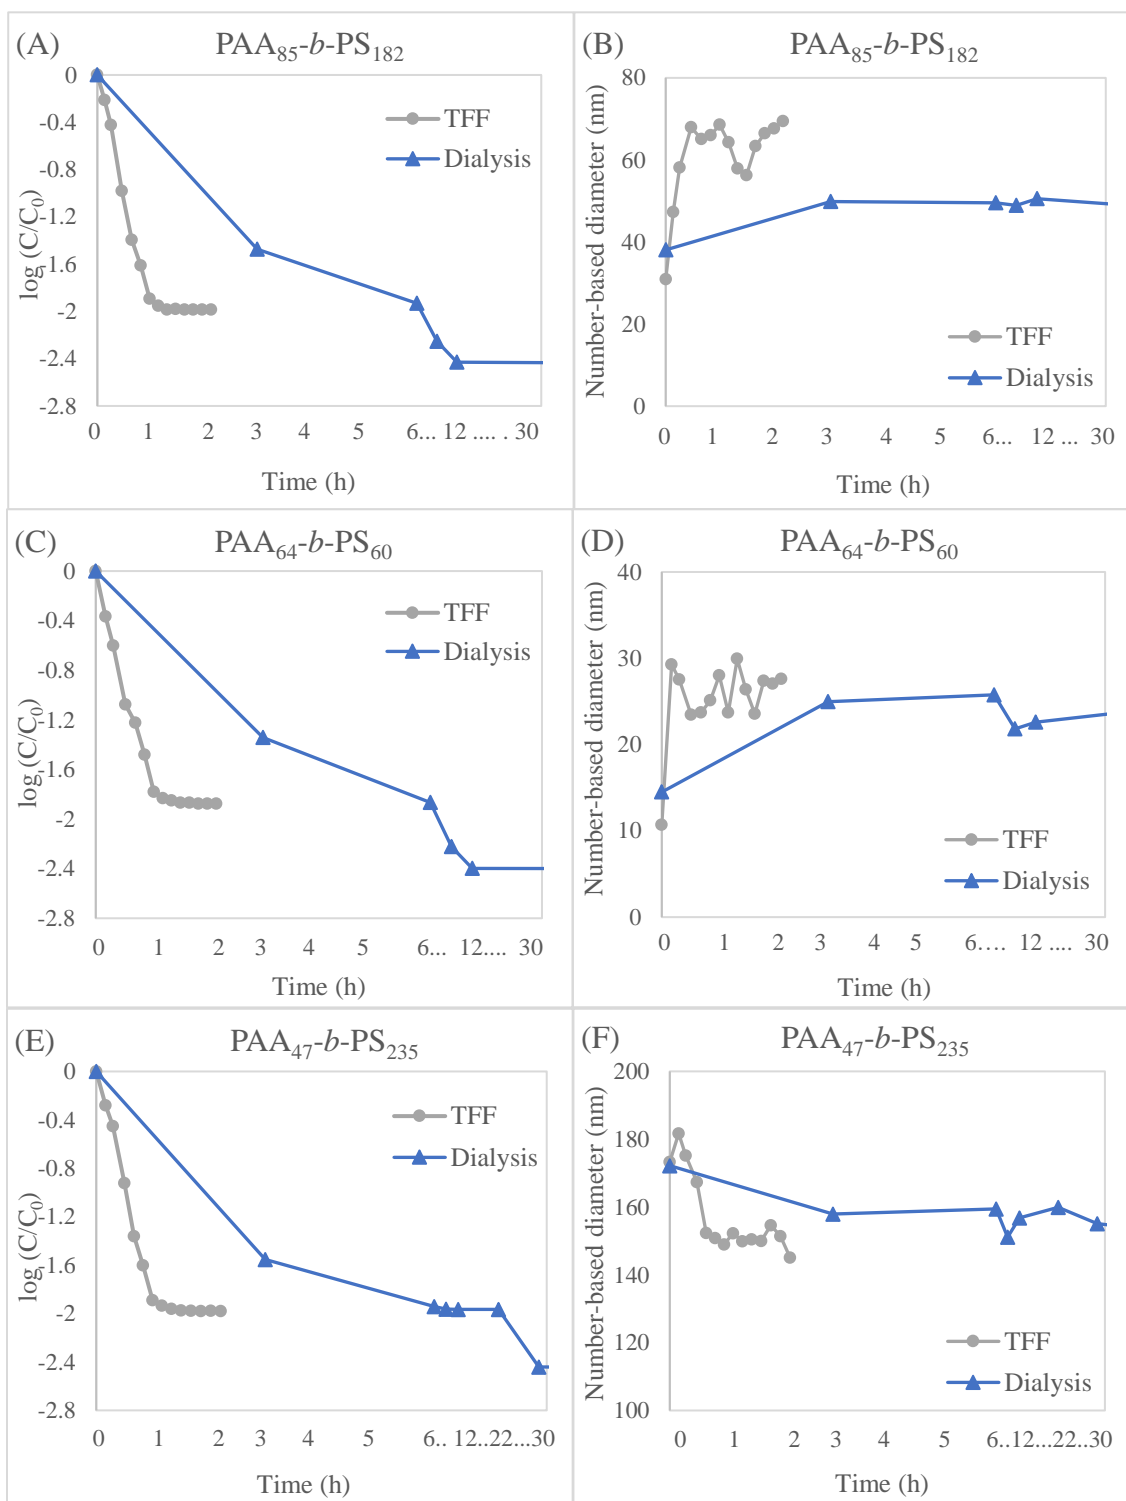 (A) PAA85-b-PS182
0
-0.4
-0.8
-1.2
-1.6
-2
-2.4
-2.8
log (C/C0)
TFF
Dialysis
0 1 2 3 4 5 6... 12 .... . 30
Time (h)
(B) PAA85-b-PS182
80
60
40
20
0
Number-based diameter (nm)
TFF
Dialysis
0 1 2 3 4 5 6... 12 ... 30
Time (h)
(C) PAA64-b-PS60
0
-0.4
-0.8
-1.2
-1.6
-2
-2.4
-2.8
log (C/C0)
TFF
Dialysis
0 1 2 3 4 5 6... 12.... 30
Time (h)
(D) PAA64-b-PS60
40
30
20
10
0
Number-based diameter (nm)
TFF
Dialysis
0 1 2 3 4 5 6.... 12 .... 30
Time (h)
(E) PAA47-b-PS235
0
-0.4
-0.8
-1.2
-1.6
-2
-2.4
-2.8
log (C/C0)
TFF
Dialysis
0 1 2 3 4 5 6.. 12..22...30
Time (h)
(F) PAA47-b-PS235
200
180
160
140
120
100
Number-based diameter (nm)
TFF
Dialysis
0 1 2 3 4 5 6..12...22..30
Time (h)